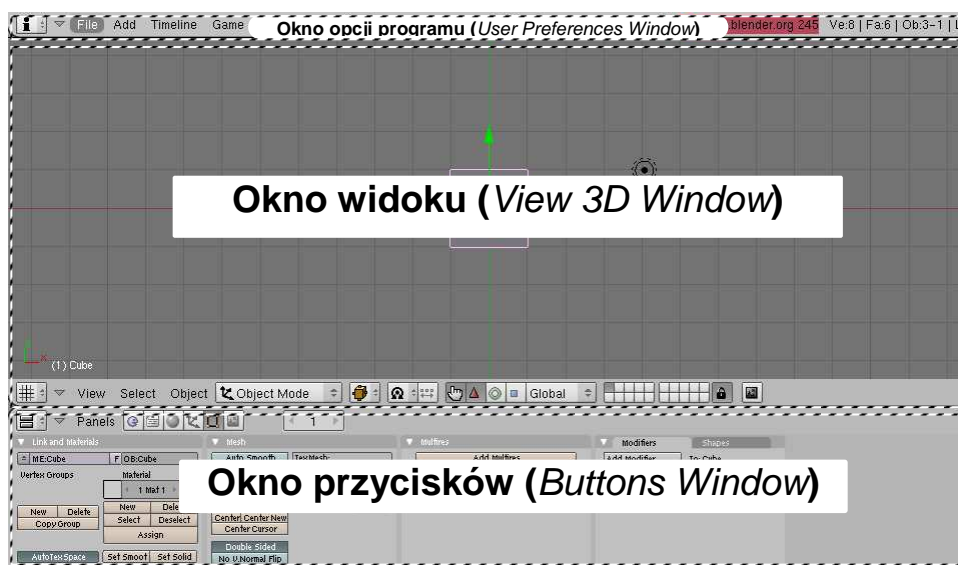 File Add Timeline Game Okno opcji programu (User Preferences Window) blender.org 245 Ve:8 | Fa:6 | Ob:3-1 |
Okno widoku (View 3D Window)
(1) Cube
View Select Object Object Mode Global
Panels 1
Link and Materials Mesh Multires Modifiers Shapes
ME:Cube F OB:Cube Auto Smooth TexMesh: Add Multires Add Modifier To: Cube
Vertex Groups Material
1 Mat 1
Okno przycisków (Buttons Window)
New Delete New Select Deselect Center Center New
Copy Group Assign Center Cursor
Double Sided
AutoTexSpace Set Smoot Set Solid No V.Normal Flip